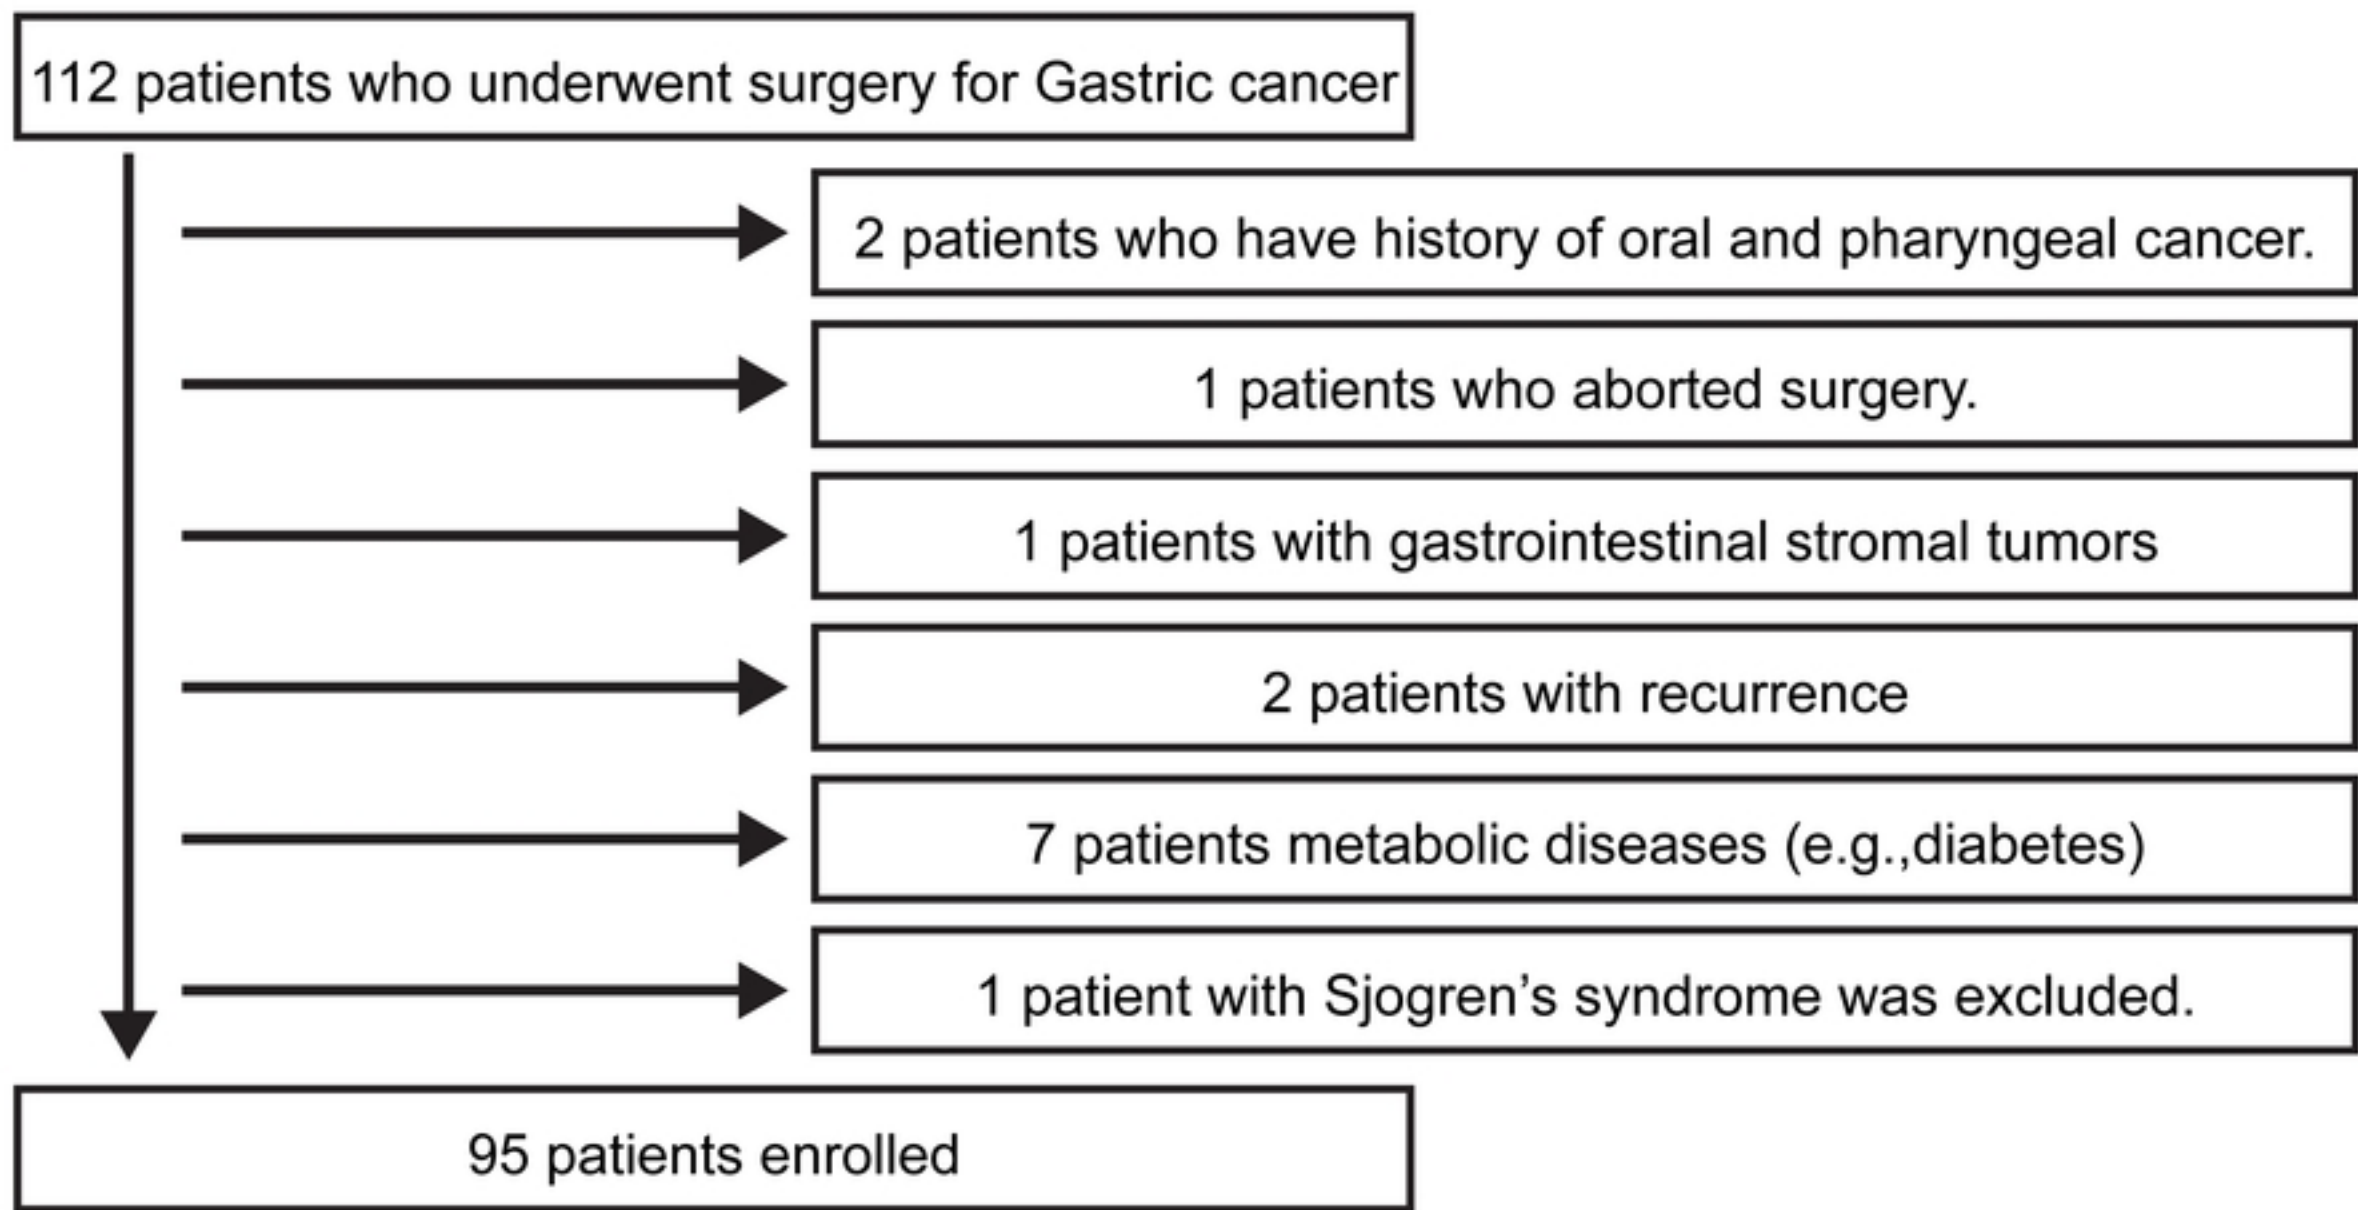 112 patients who underwent surgery for Gastric cancer
2 patients who have history of oral and pharyngeal cancer.
1 patients who aborted surgery.
1 patients with gastrointestinal stromal tumors
2 patients with recurrence
7 patients metabolic diseases (e.g.,diabetes)
1 patient with Sjogren’s syndrome was excluded.
95 patients enrolled